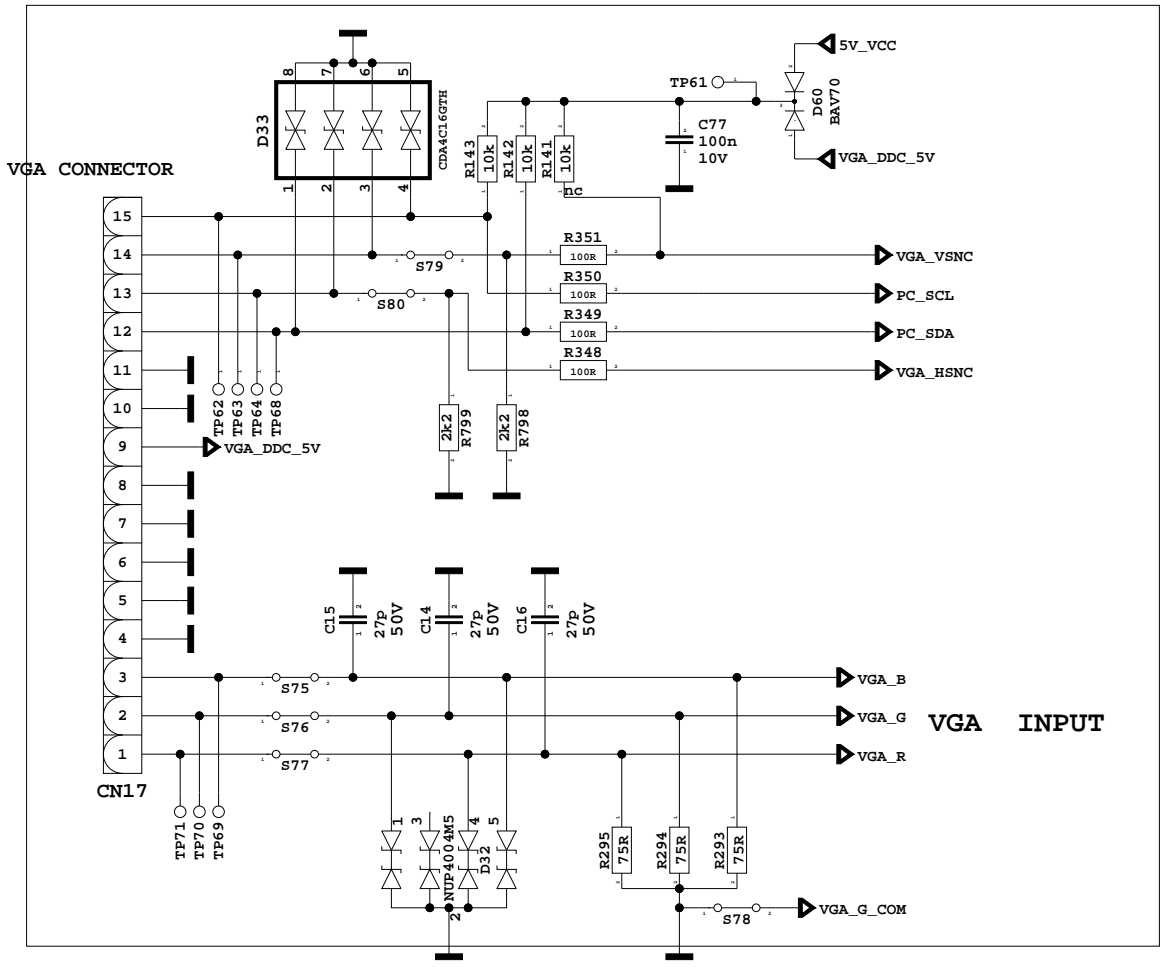 5V_VCC
TP61
D60
BAV70
VGA_DDC_5V
C77
100n
10V
8
7
6
5
D33
CDA4C16GTH
1
2
3
4
R143
10k
R142
10k
R141
10k
nc
VGA CONNECTOR
15
14
13
12
11
10
9
8
7
6
5
4
3
2
1
CN17
S79
S80
R351
100R
R350
100R
R349
100R
R348
100R
VGA_VSNC
PC_SCL
PC_SDA
VGA_HSNC
TP62
TP63
TP64
TP68
VGA_DDC_5V
2k2
R799
2k2
R798
C15
27p
50V
C14
27p
50V
C16
27p
50V
S75
S76
S77
VGA_B
VGA_G
VGA_R
VGA INPUT
TP71
TP70
TP69
1
3
NUP4004M5
4
D32
5
2
R295
75R
R294
75R
R293
75R
S78
VGA_G_COM